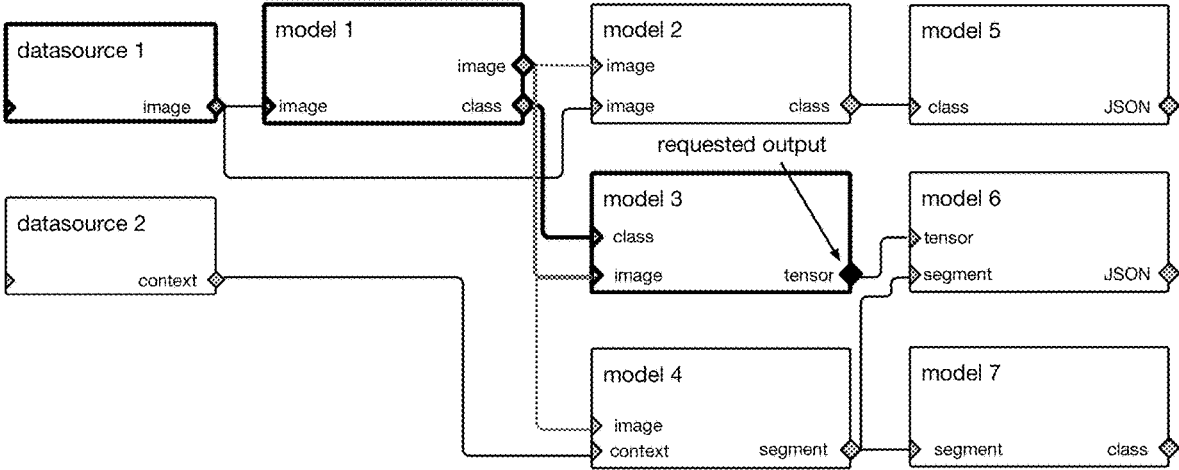 datasource 1
image
model 1
image
class
image
model 2
image
image
class
model 5
class
JSON
requested output
datasource 2
context
model 3
class
image
tensor
model 6
tensor
segment
JSON
model 4
image
context
segment
model 7
segment
class